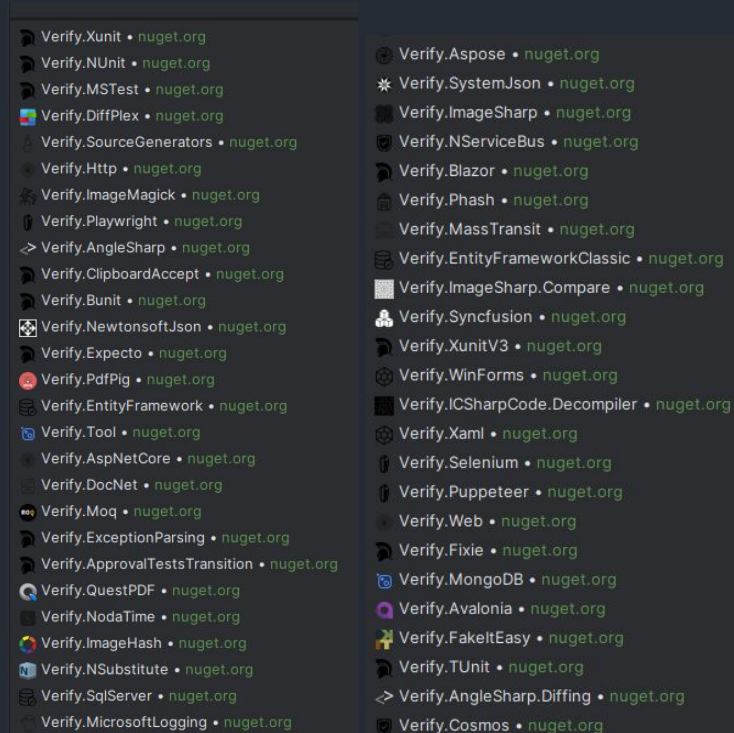 Verify.Xunit • nuget.org
Verify.NUnit • nuget.org
Verify.MSTest • nuget.org
Verify.DiffPlex • nuget.org
Verify.SourceGenerators • nuget.org
Verify.Http • nuget.org
Verify.ImageMagick • nuget.org
Verify.Playwright • nuget.org
Verify.AngleSharp • nuget.org
Verify.ClipboardAccept • nuget.org
Verify.Bunit • nuget.org
Verify.NewtonsoftJson • nuget.org
Verify.Expecto • nuget.org
Verify.PdfPig • nuget.org
Verify.EntityFramework • nuget.org
Verify.Tool • nuget.org
Verify.AspNetCore • nuget.org
Verify.DocNet • nuget.org
Verify.Moq • nuget.org
Verify.ExceptionParsing • nuget.org
Verify.ApprovalTestsTransition • nuget.org
Verify.QuestPDF • nuget.org
Verify.NodaTime • nuget.org
Verify.ImageHash • nuget.org
Verify.NSubstitute • nuget.org
Verify.SqlServer • nuget.org
Verify.MicrosoftLogging • nuget.org
Verify.Aspose • nuget.org
Verify.SystemJson • nuget.org
Verify.ImageSharp • nuget.org
Verify.NServiceBus • nuget.org
Verify.Blazor • nuget.org
Verify.Phash • nuget.org
Verify.MassTransit • nuget.org
Verify.EntityFrameworkClassic • nuget.org
Verify.ImageSharp.Compare • nuget.org
Verify.Syncfusion • nuget.org
Verify.XunitV3 • nuget.org
Verify.WinForms • nuget.org
Verify.ICSharpCode.Decompiler • nuget.org
Verify.Xaml • nuget.org
Verify.Selenium • nuget.org
Verify.Puppeteer • nuget.org
Verify.Web • nuget.org
Verify.Fixie • nuget.org
Verify.MongoDB • nuget.org
Verify.Avalonia • nuget.org
Verify.FakeItEasy • nuget.org
Verify.TUnit • nuget.org
Verify.AngleSharp.Diffing • nuget.org
Verify.Cosmos • nuget.org